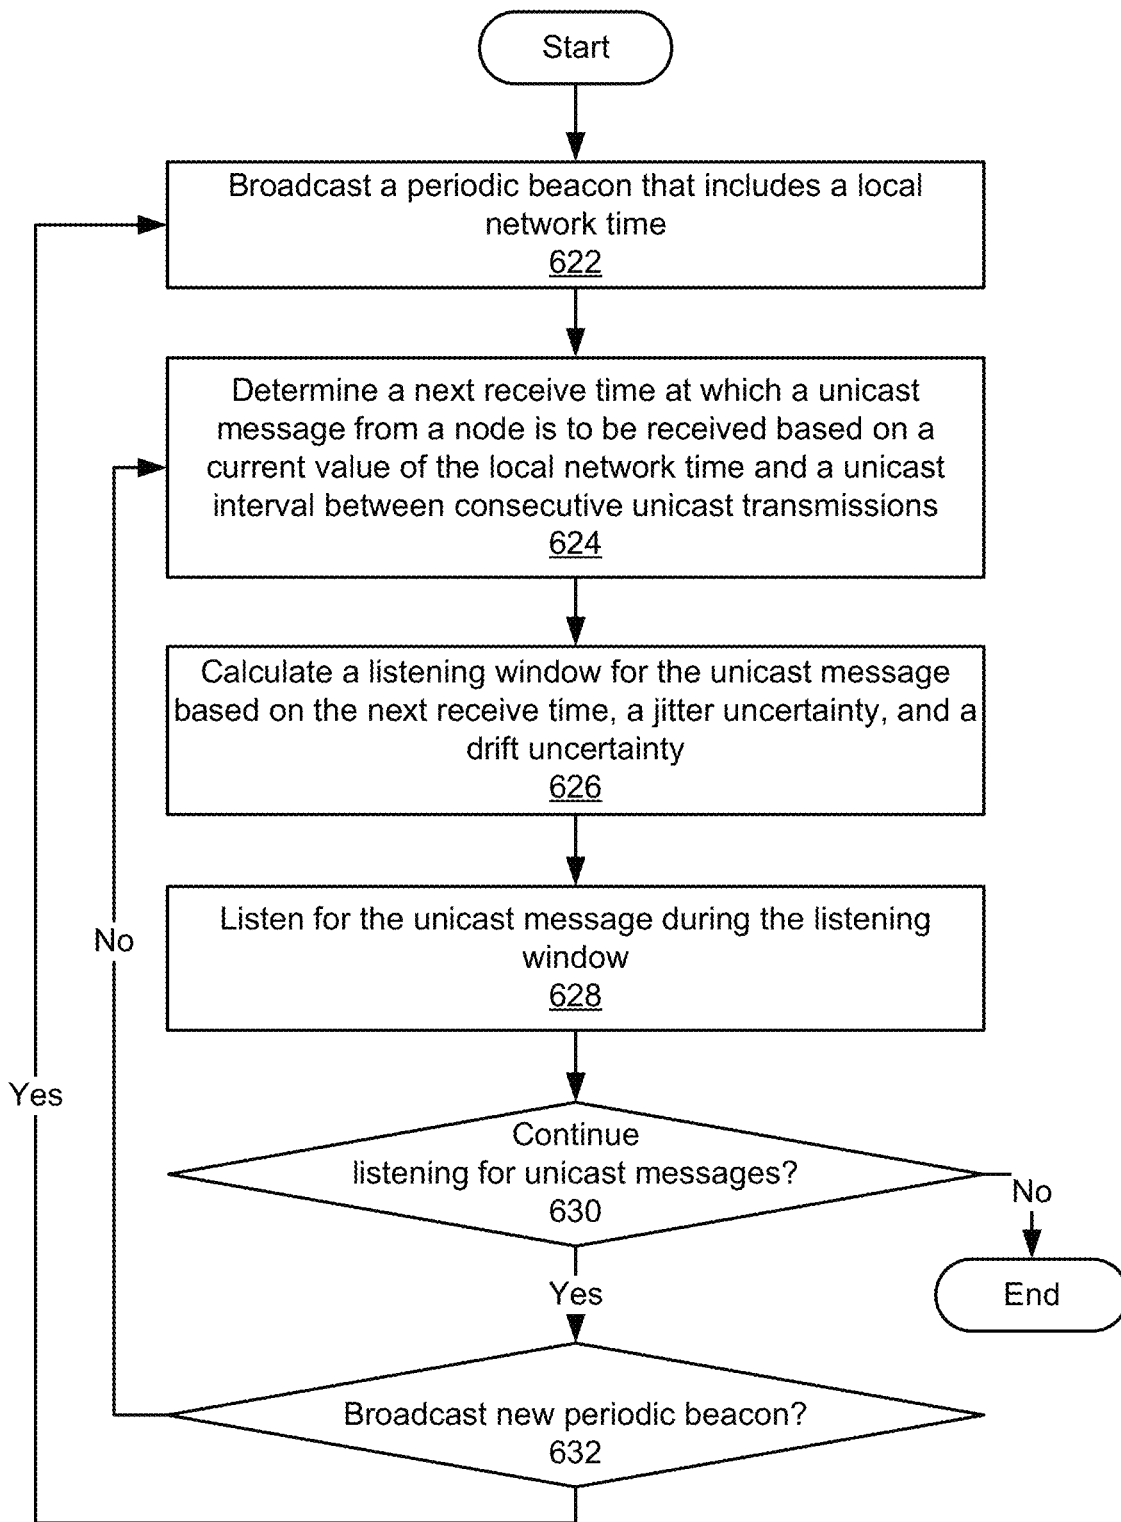 Start
Broadcast a periodic beacon that includes a local
network time
622
Determine a next receive time at which a unicast
message from a node is to be received based on a
current value of the local network time and a unicast
interval between consecutive unicast transmissions
624
Calculate a listening window for the unicast message
based on the next receive time, a jitter uncertainty, and a
drift uncertainty
626
Listen for the unicast message during the listening
window
628
No
Yes
Continue
listening for unicast messages?
630
No
End
Yes
Broadcast new periodic beacon?
632